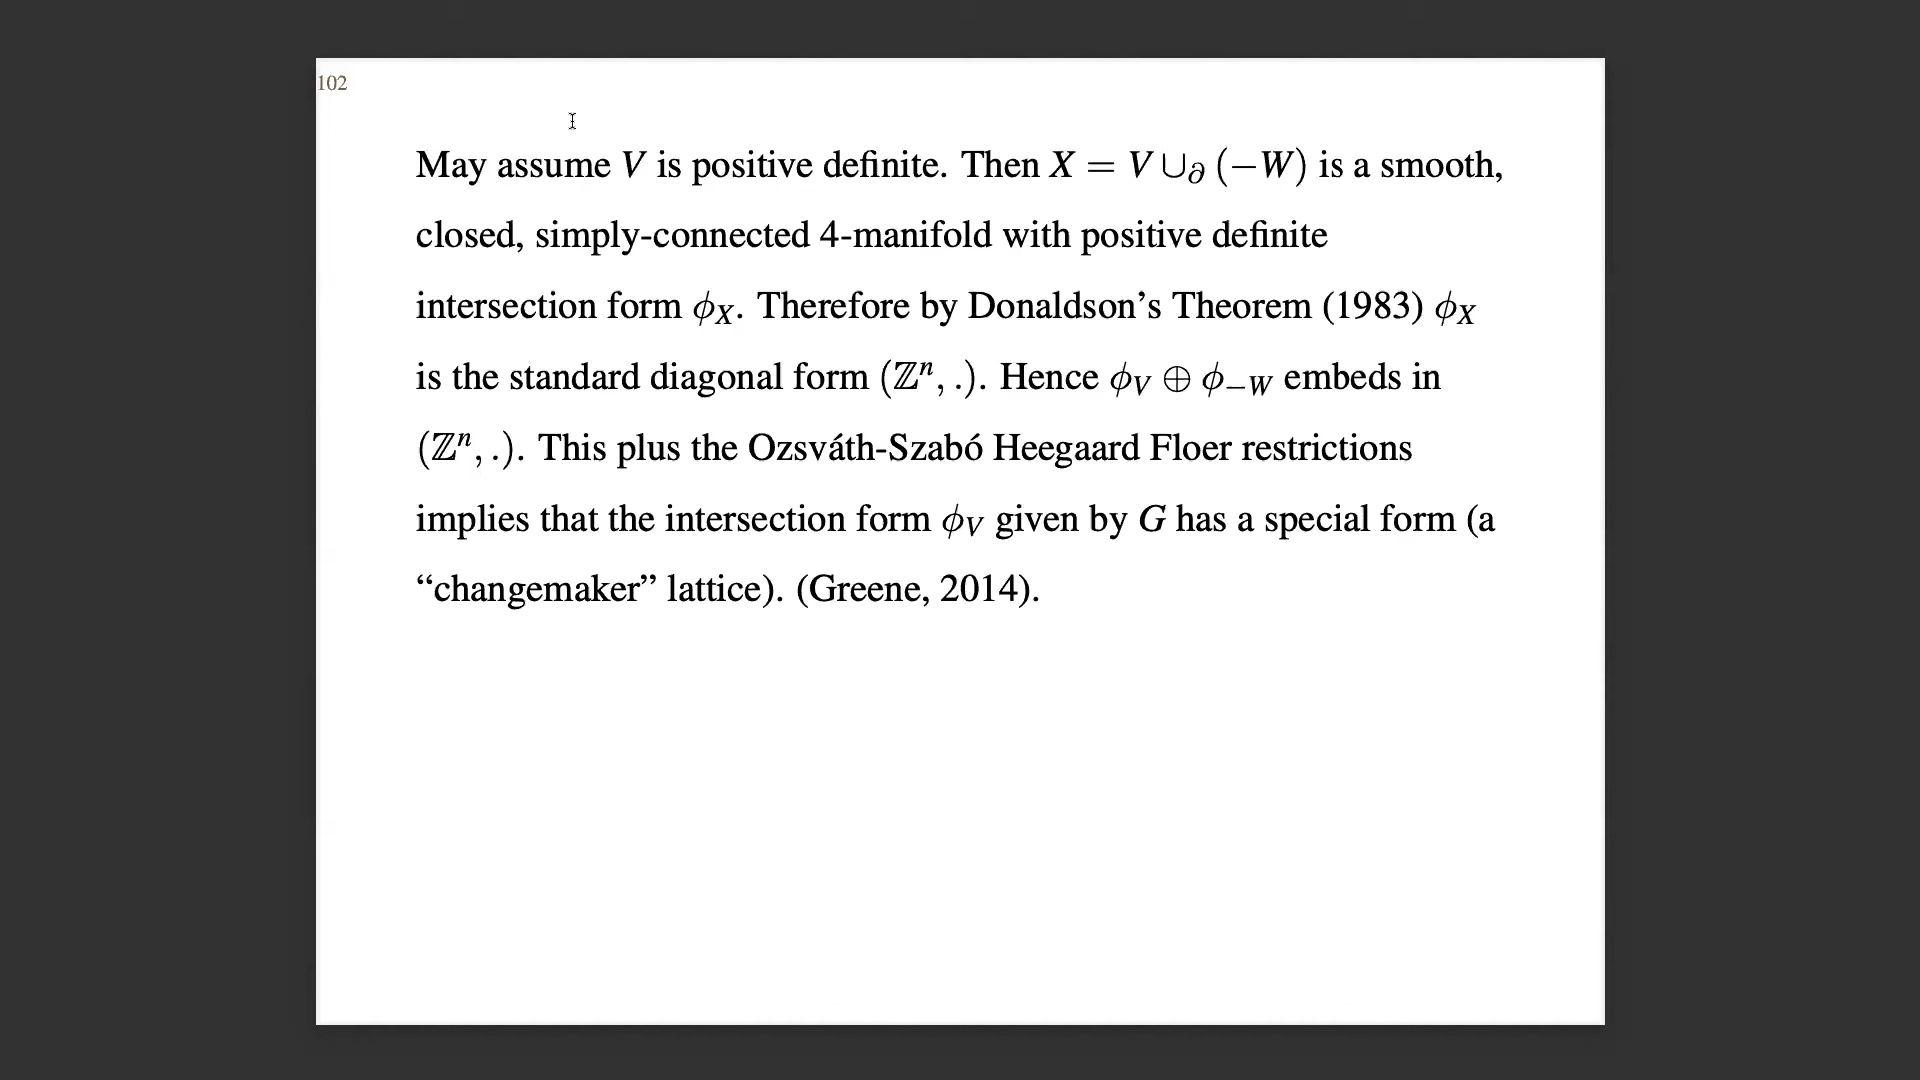 102
May assume V is positive definite. Then X = V ∪∂ (−W) is a smooth,
closed, simply-connected 4-manifold with positive definite
intersection form ϕX. Therefore by Donaldson’s Theorem (1983) ϕX
is the standard diagonal form (ℤⁿ, .). Hence ϕV ⊕ ϕ−W embeds in
(ℤⁿ, .). This plus the Ozsváth-Szabó Heegaard Floer restrictions
implies that the intersection form ϕV given by G has a special form (a
“changemaker” lattice). (Greene, 2014).